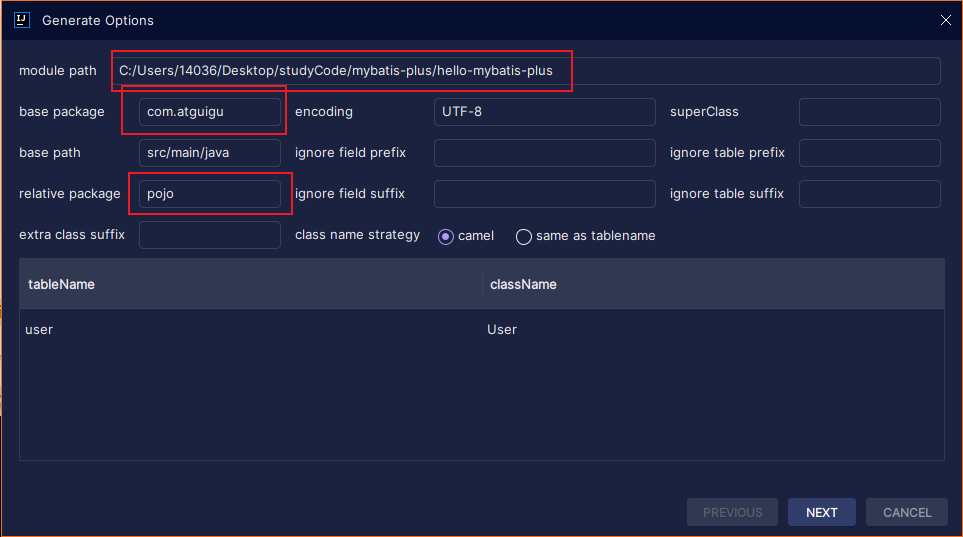 Generate Options
module path C:/Users/14036/Desktop/studyCode/mybatis-plus/hello-mybatis-plus
base package com.atguigu encoding UTF-8 superClass
base path src/main/java ignore field prefix ignore table prefix
relative package pojo ignore field suffix ignore table suffix
extra class suffix class name strategy camel same as tablename
tableName className
user User
PREVIOUS NEXT CANCEL